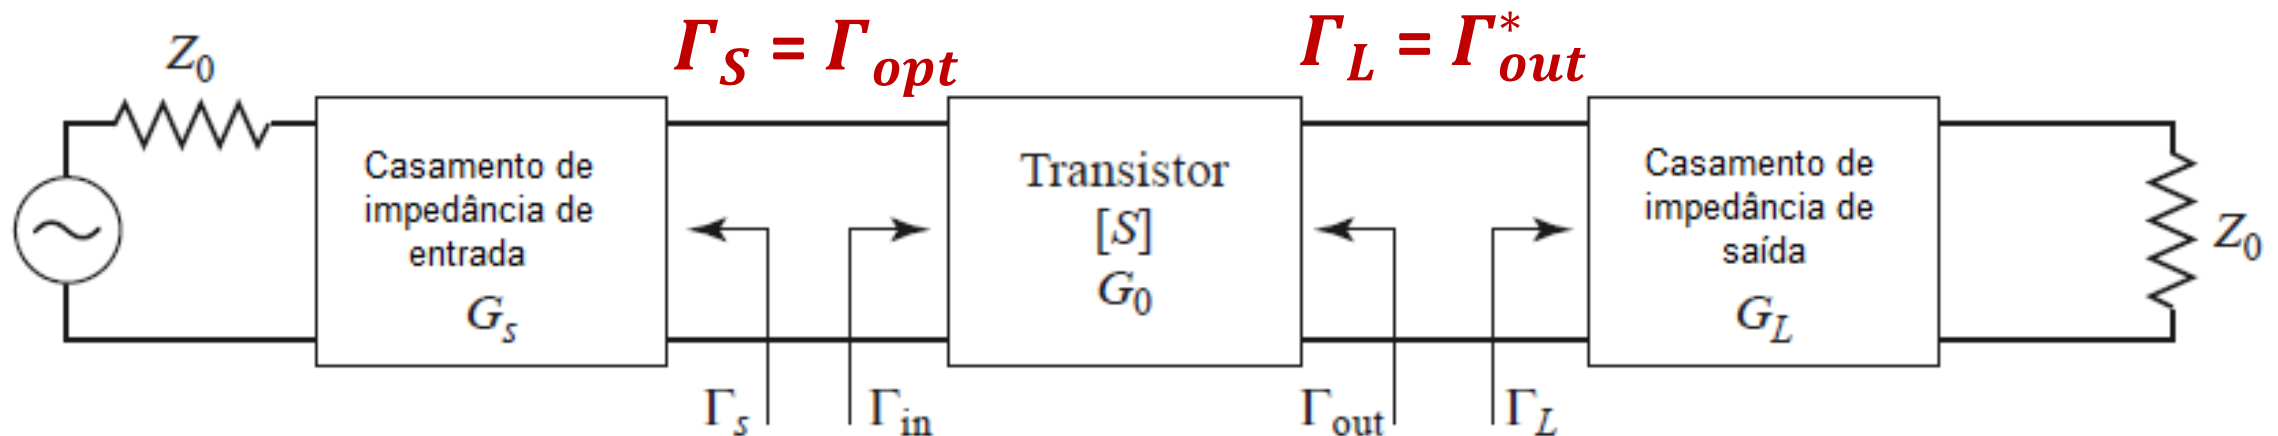 Γ_S = Γ_opt
Γ_L = Γ*_out
Z_0
Casamento de
impedância de
entrada
G_s
Transistor
[S]
G_0
Casamento de
impedância de
saída
G_L
Z_0
Γ_s
Γ_in
Γ_out
Γ_L